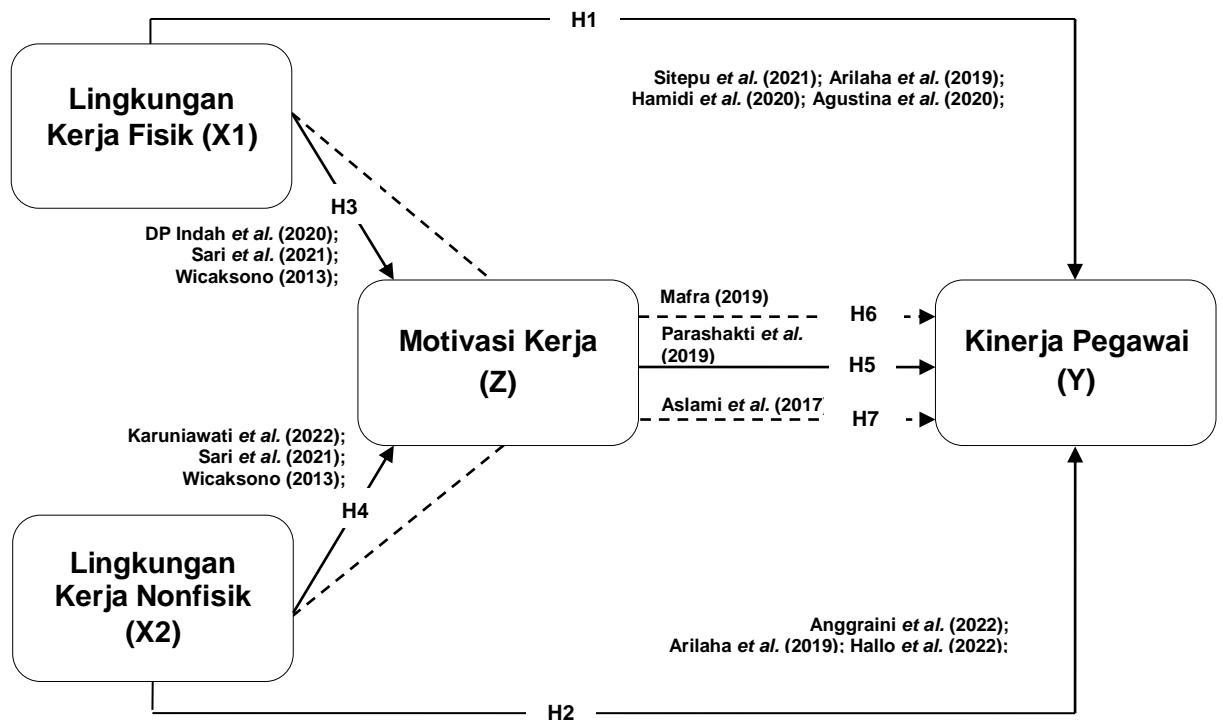 H1
Lingkungan
Kerja Fisik (X1)
Sitepu et al. (2021); Arilaha et al. (2019);
Hamidi et al. (2020); Agustina et al. (2020);
H3
DP Indah et al. (2020);
Sari et al. (2021);
Wicaksono (2013);
Motivasi Kerja
(Z)
Mafra (2019)
H6
Parashakti et al.
(2019)
H5
Aslami et al. (2017)
H7
Kinerja Pegawai
(Y)
Karuniawati et al. (2022);
Sari et al. (2021);
Wicaksono (2013);
H4
Lingkungan
Kerja Nonfisik
(X2)
Anggraini et al. (2022);
Arilaha et al. (2019); Hallo et al. (2022);
H2